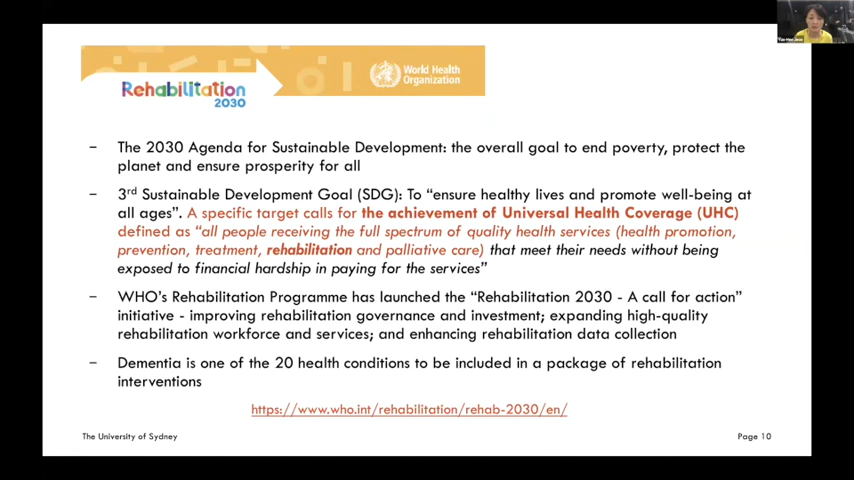 Rehabilitation
2030
World Health
Organization
– The 2030 Agenda for Sustainable Development: the overall goal to end poverty, protect the
planet and ensure prosperity for all
– 3rd Sustainable Development Goal (SDG): To “ensure healthy lives and promote well-being at
all ages”. A specific target calls for the achievement of Universal Health Coverage (UHC)
defined as “all people receiving the full spectrum of quality health services (health promotion,
prevention, treatment, rehabilitation and palliative care) that meet their needs without being
exposed to financial hardship in paying for the services”
– WHO’s Rehabilitation Programme has launched the “Rehabilitation 2030 - A call for action”
initiative - improving rehabilitation governance and investment; expanding high-quality
rehabilitation workforce and services; and enhancing rehabilitation data collection
– Dementia is one of the 20 health conditions to be included in a package of rehabilitation
interventions
https://www.who.int/rehabilitation/rehab-2030/en/
The University of Sydney
Page 10